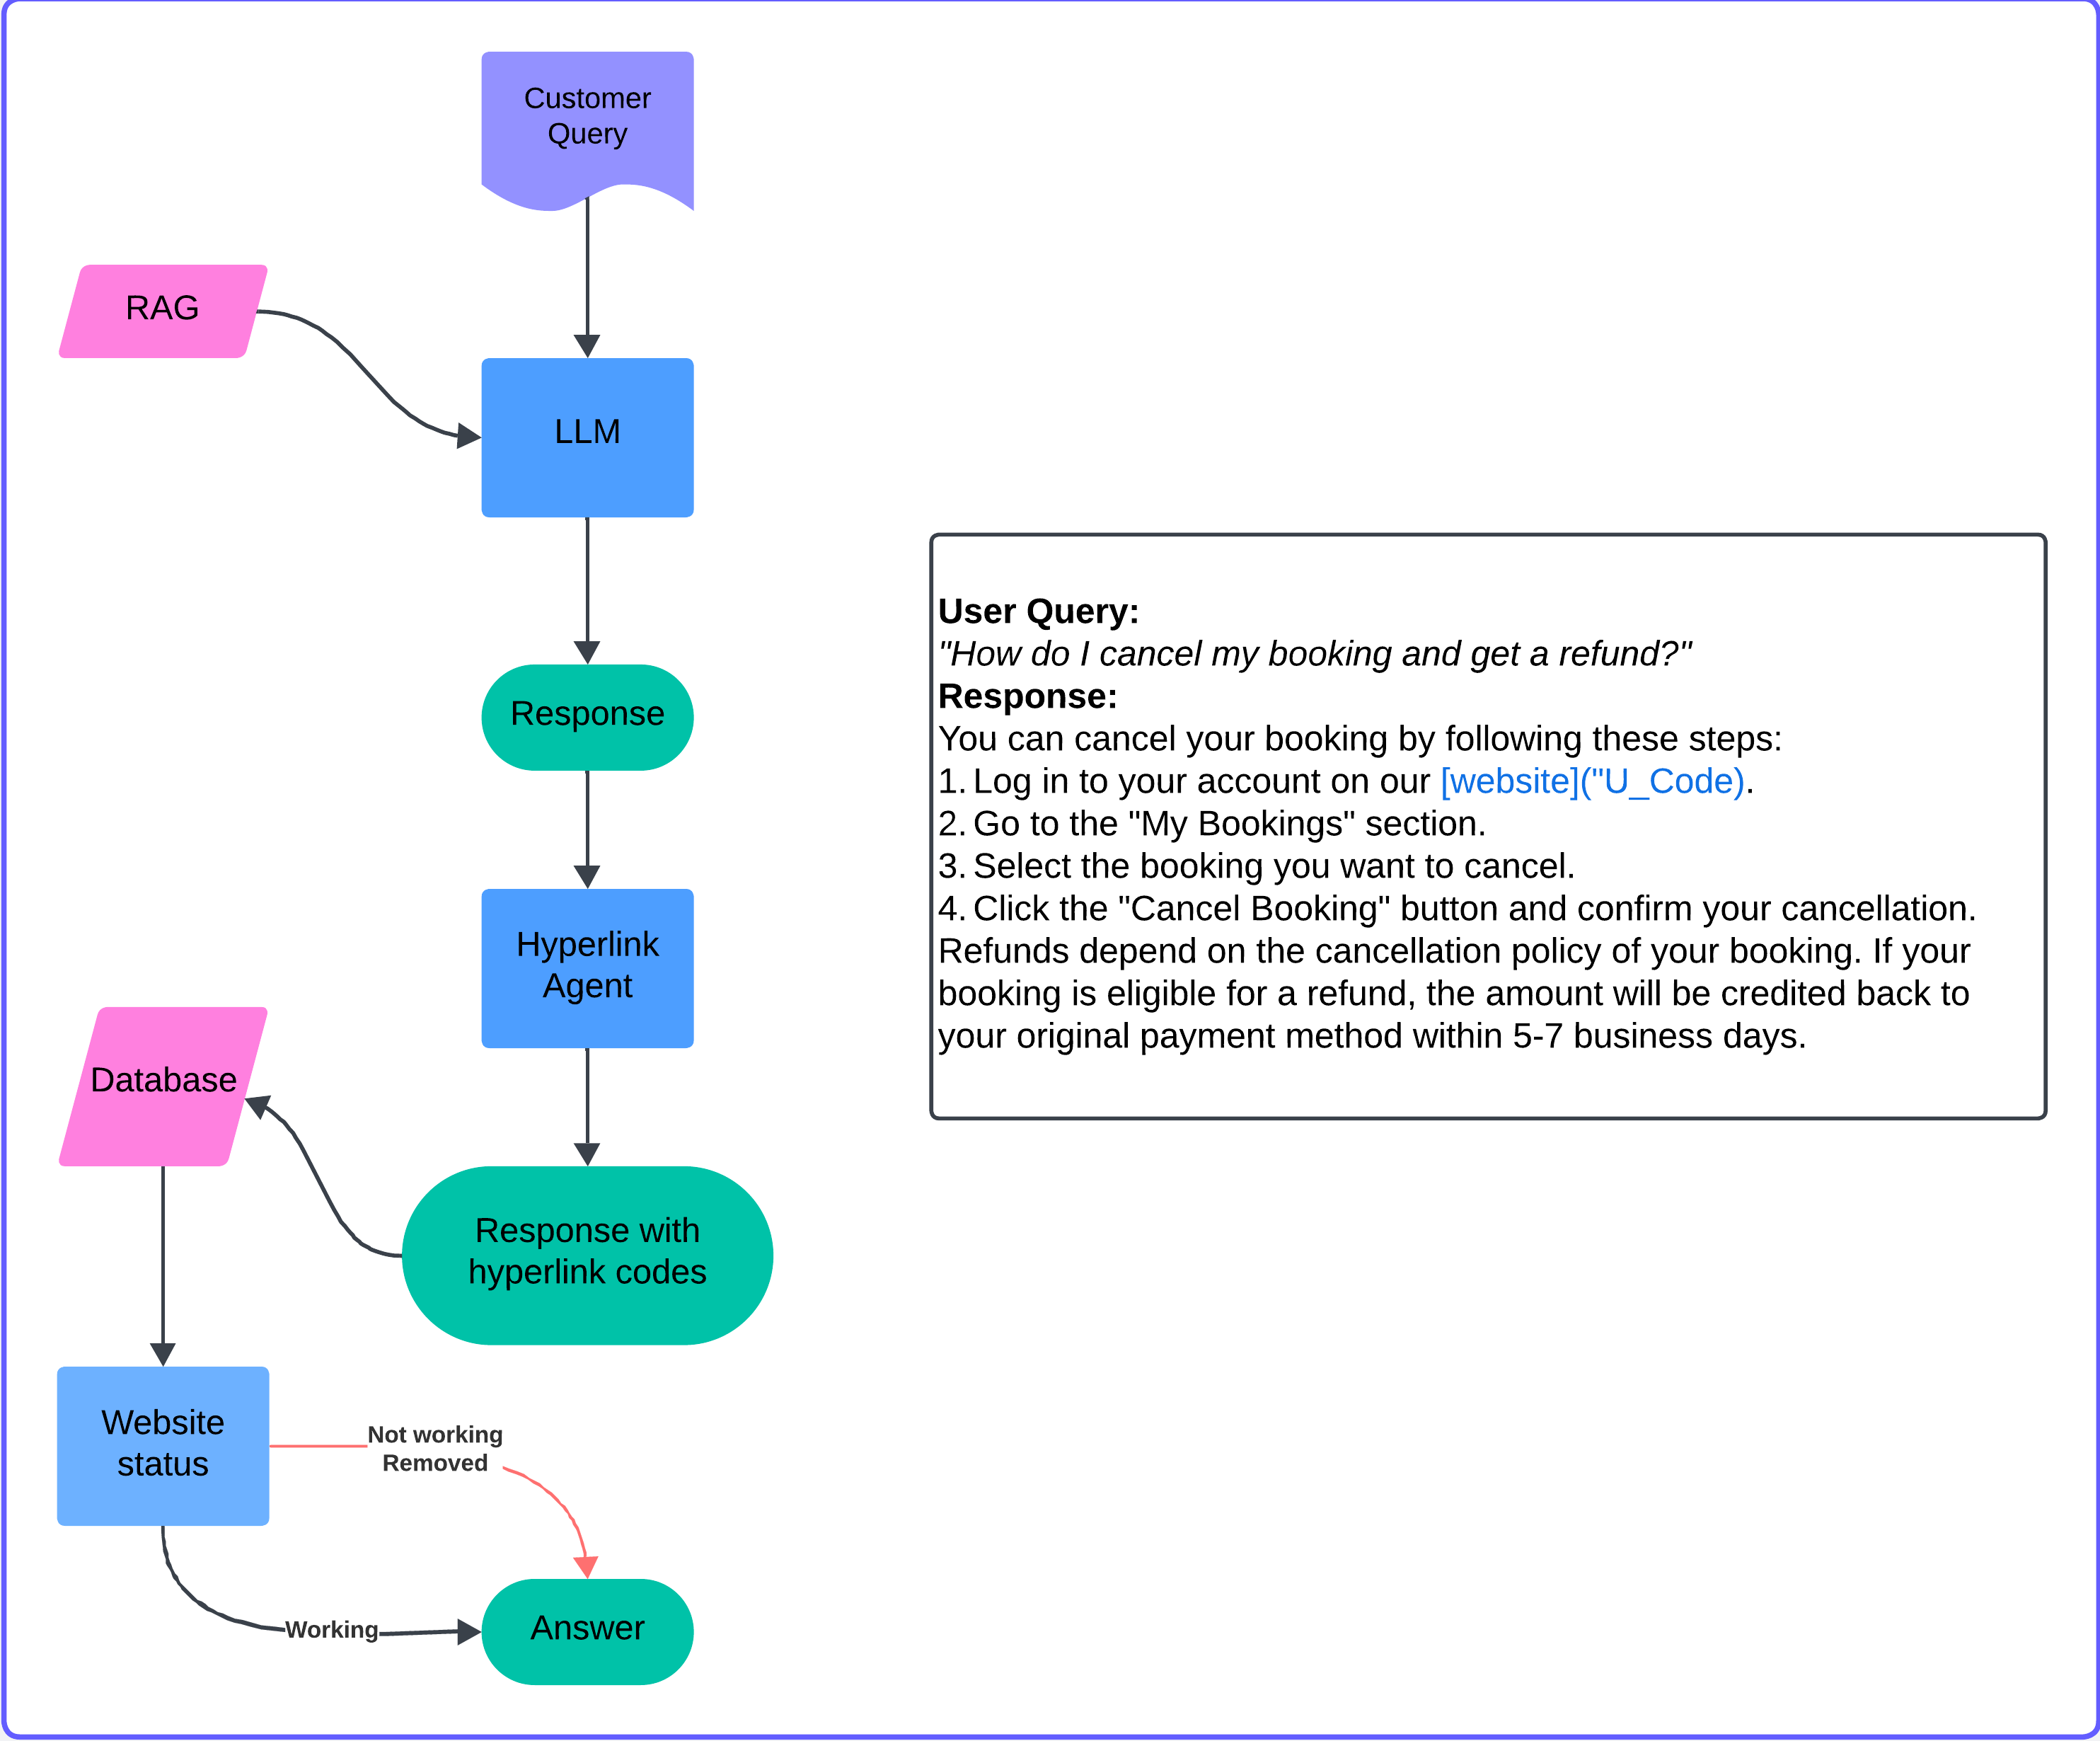 Customer
Query
RAG
LLM
Response
Hyperlink
Agent
Database
Response with
hyperlink codes
Website
status
Not working
Removed
Working
Answer
User Query:
"How do I cancel my booking and get a refund?"
Response:
You can cancel your booking by following these steps:
1. Log in to your account on our [website]("U_Code).
2. Go to the "My Bookings" section.
3. Select the booking you want to cancel.
4. Click the "Cancel Booking" button and confirm your cancellation.
Refunds depend on the cancellation policy of your booking. If your
booking is eligible for a refund, the amount will be credited back to
your original payment method within 5-7 business days.